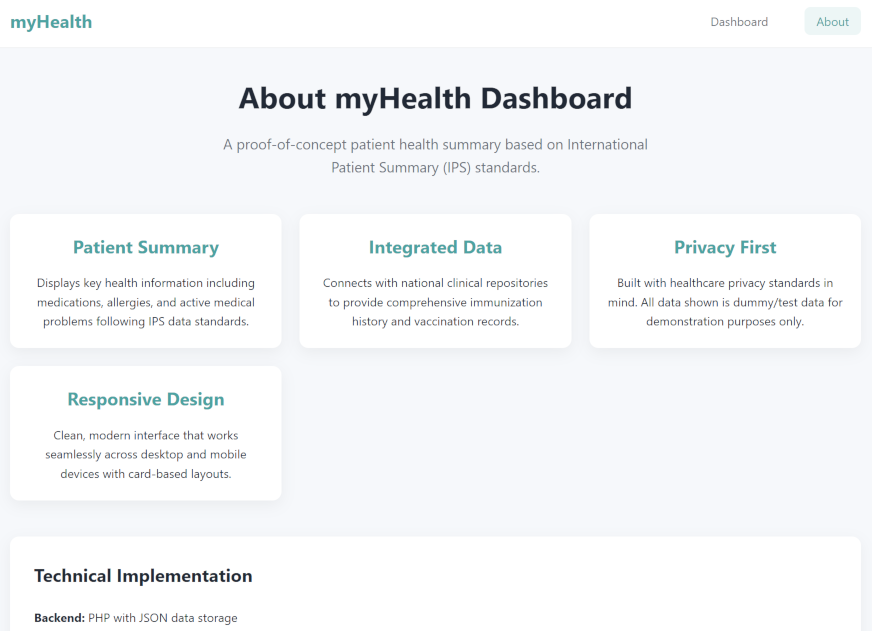 myHealth
Dashboard
About
About myHealth Dashboard
A proof-of-concept patient health summary based on International
Patient Summary (IPS) standards.
Patient Summary
Displays key health information including
medications, allergies, and active medical
problems following IPS data standards.
Integrated Data
Connects with national clinical repositories
to provide comprehensive immunization
history and vaccination records.
Privacy First
Built with healthcare privacy standards in
mind. All data shown is dummy/test data for
demonstration purposes only.
Responsive Design
Clean, modern interface that works
seamlessly across desktop and mobile
devices with card-based layouts.
Technical Implementation
Backend: PHP with JSON data storage